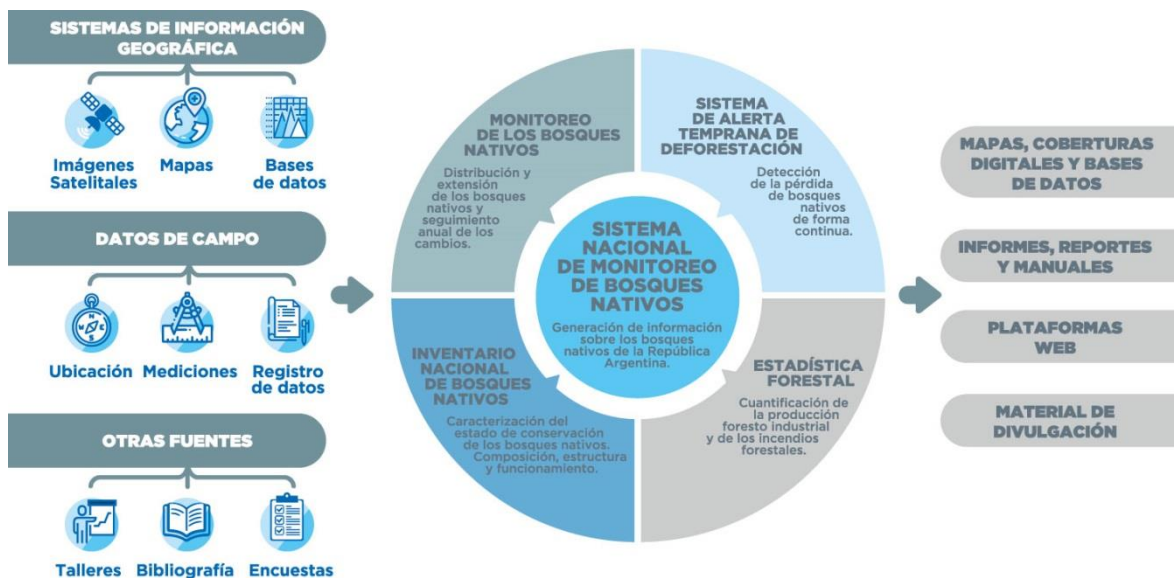 SISTEMAS DE INFORMACIÓN
GEOGRÁFICA
Imágenes
Satelitales
Mapas
Bases
de datos
DATOS DE CAMPO
N
W
E
S
Ubicación
Mediciones
Registro
de datos
OTRAS FUENTES
Talleres
Bibliografía
Encuestas
MONITOREO
DE LOS BOSQUES
NATIVOS
Distribución y
extensión
de los bosques
nativos y
seguimiento
anual de los
cambios.
SISTEMA
DE ALERTA
TEMPRANA DE
DEFORESTACIÓN
Detección
de la pérdida
de bosques
nativos
de forma
continua.
SISTEMA
NACIONAL
DE MONITOREO
DE BOSQUES
NATIVOS
Generación de información
sobre los bosques
nativos de la República
Argentina.
INVENTARIO
NACIONAL
DE BOSQUES
NATIVOS
Caracterización del
estado de conservación
de los bosques nativos.
Composición, estructura
y funcionamiento.
ESTADÍSTICA
FORESTAL
Cuantificación de
la producción
foresto industrial
y de los incendios
forestales.
MAPAS, COBERTURAS
DIGITALES Y BASES
DE DATOS
INFORMES, REPORTES
Y MANUALES
PLATAFORMAS
WEB
MATERIAL DE
DIVULGACIÓN